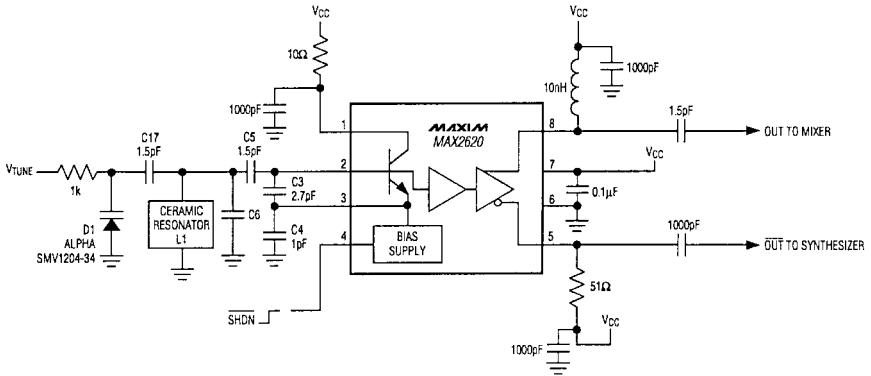 VCC
VCC
10Ω
1000pF
10nH
1000pF
1
MAXIM
MAX2620
8
1.5pF
OUT TO MIXER
C17
1.5pF
C5
1.5pF
2
7
VCC
VTUNE
1k
C3
2.7pF
3
0.1µF
6
CERAMIC
RESONATOR
L1
C6
C4
1pF
4
BIAS
SUPPLY
5
1000pF
OUT TO SYNTHESIZER
D1
ALPHA
SMV1204-34
51Ω
SHDN
VCC
1000pF